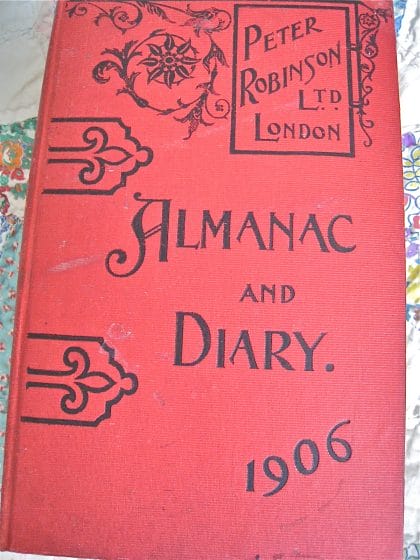 Peter
Robinson
Ltd
London
Almanac
and
Diary.
1906